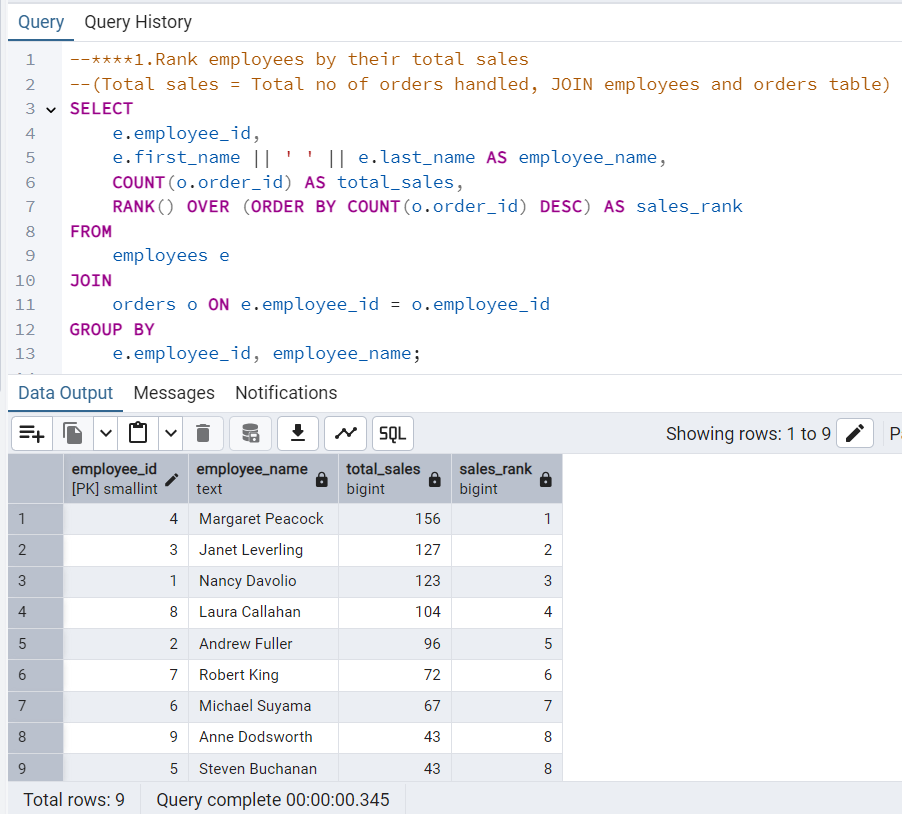 Query Query History
1 --****1.Rank employees by their total sales
2 --(Total sales = Total no of orders handled, JOIN employees and orders table)
3 SELECT
4 e.employee_id,
5 e.first_name || ' ' || e.last_name AS employee_name,
6 COUNT(o.order_id) AS total_sales,
7 RANK() OVER (ORDER BY COUNT(o.order_id) DESC) AS sales_rank
8 FROM
9 employees e
10 JOIN
11 orders o ON e.employee_id = o.employee_id
12 GROUP BY
13 e.employee_id, employee_name;
Data Output Messages Notifications
SQL Showing rows: 1 to 9
employee_id employee_name total_sales sales_rank
[PK] smallint text bigint bigint
1 4 Margaret Peacock 156 1
2 3 Janet Leverling 127 2
3 1 Nancy Davolio 123 3
4 8 Laura Callahan 104 4
5 2 Andrew Fuller 96 5
6 7 Robert King 72 6
7 6 Michael Suyama 67 7
8 9 Anne Dodsworth 43 8
9 5 Steven Buchanan 43 8
Total rows: 9 Query complete 00:00:00.345